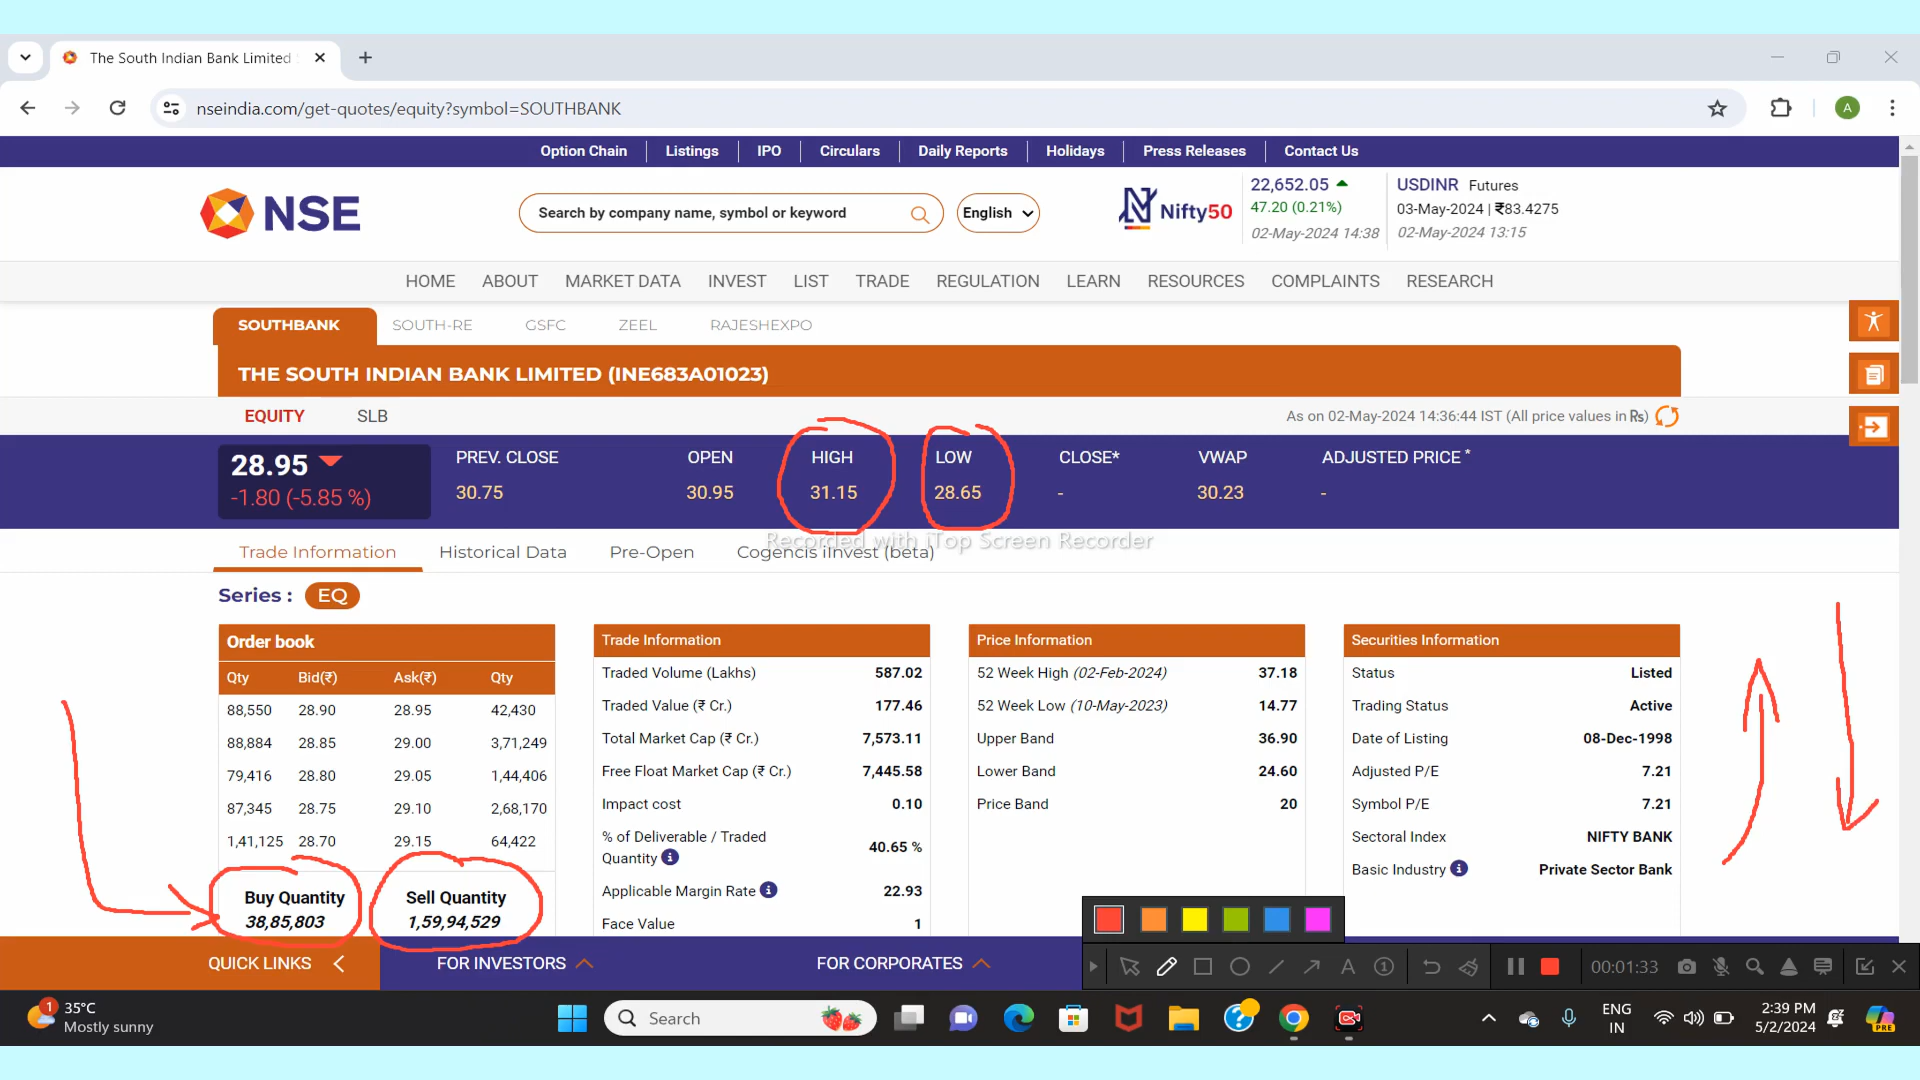 The South Indian Bank Limited
nseindia.com/get-quotes/equity?symbol=SOUTHBANK
A
Option Chain Listings IPO Circulars Daily Reports Holidays Press Releases Contact Us
NSE
Search by company name, symbol or keyword
English
Nifty50
22,652.05
47.20 (0.21%)
02-May-2024 14:38
USDINR Futures
03-May-2024 | ₹83.4275
02-May-2024 13:15
HOME ABOUT MARKET DATA INVEST LIST TRADE REGULATION LEARN RESOURCES COMPLAINTS RESEARCH
SOUTHBANK SOUTH-RE GSFC ZEEL RAJESHEXPO
THE SOUTH INDIAN BANK LIMITED (INE683A01023)
EQUITY SLB
As on 02-May-2024 14:36:44 IST (All price values in ₨)
28.95
-1.80 (-5.85 %)
PREV. CLOSE OPEN HIGH LOW CLOSE* VWAP ADJUSTED PRICE *
30.75 30.95 31.15 28.65 - 30.23 -
Recorded with iTop Screen Recorder
Trade Information Historical Data Pre-Open Cogencis iInvest (beta)
Series : EQ
Order book
Qty Bid(₹) Ask(₹) Qty
88,550 28.90 28.95 42,430
88,884 28.85 29.00 3,71,249
79,416 28.80 29.05 1,44,406
87,345 28.75 29.10 2,68,170
1,41,125 28.70 29.15 64,422
Buy Quantity Sell Quantity
38,85,803 1,59,94,529
Trade Information
Traded Volume (Lakhs) 587.02
Traded Value (₹ Cr.) 177.46
Total Market Cap (₹ Cr.) 7,573.11
Free Float Market Cap (₹ Cr.) 7,445.58
Impact cost 0.10
% of Deliverable / Traded
Quantity 40.65 %
Applicable Margin Rate 22.93
Face Value 1
Price Information
52 Week High (02-Feb-2024) 37.18
52 Week Low (10-May-2023) 14.77
Upper Band 36.90
Lower Band 24.60
Price Band 20
Securities Information
Status Listed
Trading Status Active
Date of Listing 08-Dec-1998
Adjusted P/E 7.21
Symbol P/E 7.21
Sectoral Index NIFTY BANK
Basic Industry Private Sector Bank
QUICK LINKS FOR INVESTORS FOR CORPORATES
A 1 00:01:33
1
35°C
Mostly sunny
Search
ENG
IN
2:39 PM
5/2/2024
PRE